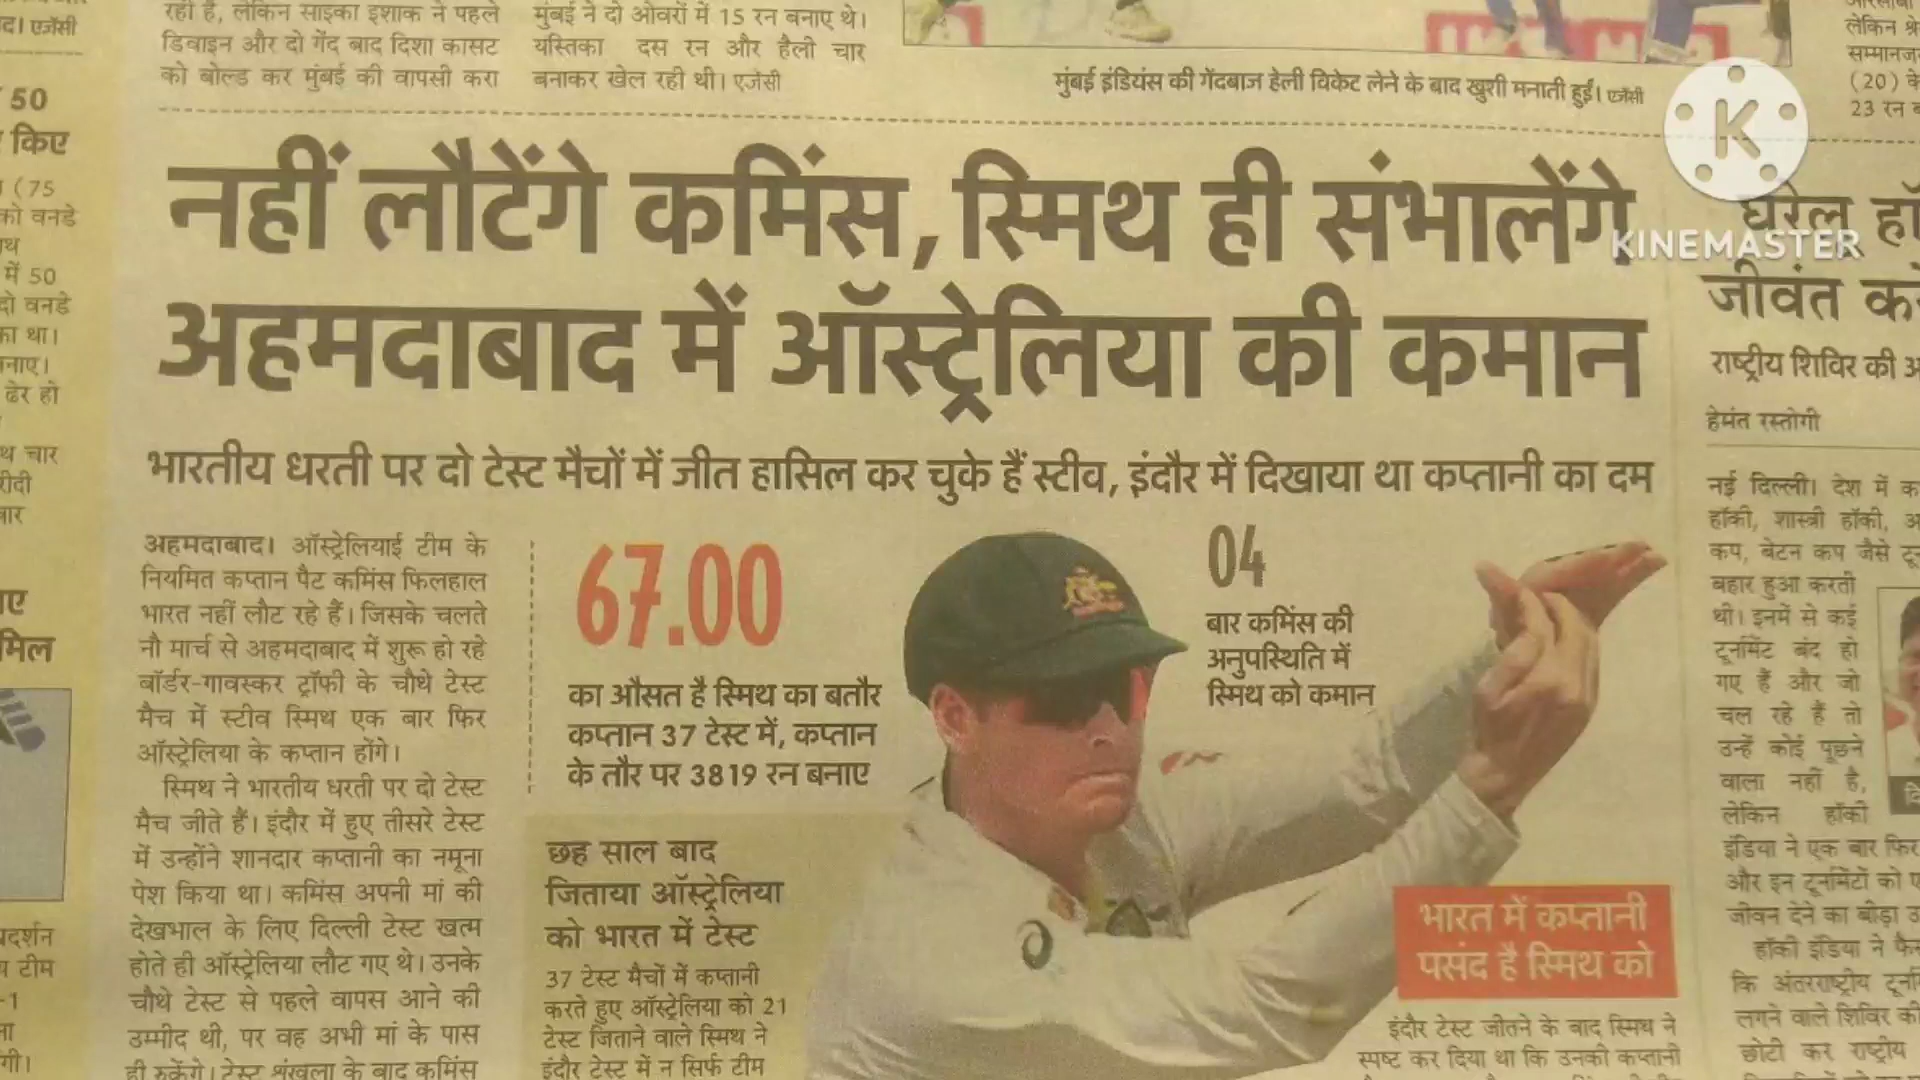 रही है, लेकिन साइका इशाक ने पहले
डिवाइन और दो गेंद बाद दिशा कासट
को बोल्ड कर मुंबई की वापसी करा
मुंबई ने दो ओवरों में 15 रन बनाए थे।
यस्तिका दस रन और हैली चार
बनाकर खेल रही थी। एजेंसी
मुंबई इंडियंस की गेंदबाज हेली विकेट लेने के बाद खुशी मनाती हुईं। एजेंसी
नहीं लौटेंगे कमिंस, स्मिथ ही संभालेंगे
अहमदाबाद में ऑस्ट्रेलिया की कमान
भारतीय धरती पर दो टेस्ट मैचों में जीत हासिल कर चुके हैं स्टीव, इंदौर में दिखाया था कप्तानी का दम
अहमदाबाद। ऑस्ट्रेलियाई टीम के
नियमित कप्तान पैट कमिंस फिलहाल
भारत नहीं लौट रहे हैं। जिसके चलते
नौ मार्च से अहमदाबाद में शुरू हो रहे
बॉर्डर-गावस्कर ट्रॉफी के चौथे टेस्ट
मैच में स्टीव स्मिथ एक बार फिर
ऑस्ट्रेलिया के कप्तान होंगे।
स्मिथ ने भारतीय धरती पर दो टेस्ट
मैच जीते हैं। इंदौर में हुए तीसरे टेस्ट
में उन्होंने शानदार कप्तानी का नमूना
पेश किया था। कमिंस अपनी मां की
देखभाल के लिए दिल्ली टेस्ट खत्म
होते ही ऑस्ट्रेलिया लौट गए थे। उनके
चौथे टेस्ट से पहले वापस आने की
उम्मीद थी, पर वह अभी मां के पास
ही रुकेंगे। टेस्ट शृंखला के बाद कमिंस
67.00
का औसत है स्मिथ का बतौर
कप्तान 37 टेस्ट में, कप्तान
के तौर पर 3819 रन बनाए
छह साल बाद
जिताया ऑस्ट्रेलिया
को भारत में टेस्ट
37 टेस्ट मैचों में कप्तानी
करते हुए ऑस्ट्रेलिया को 21
टेस्ट जिताने वाले स्मिथ ने
इंदौर टेस्ट में न सिर्फ टीम
04
बार कमिंस की
अनुपस्थिति में
स्मिथ को कमान
भारत में कप्तानी
पसंद है स्मिथ को
इंदौर टेस्ट जीतने के बाद स्मिथ ने
स्पष्ट कर दिया था कि उनकी कप्तानी
KINEMASTER
घरेलू
जीवंत
राष्ट्रीय शिविर की
हेमंत रस्तोगी
नई दिल्ली। देश में
हॉकी, शास्त्री हॉकी,
कप, बेटन कप जैसे
बहार हुआ करती
थी। इनमें से कई
टूर्नामेंट बंद हो
गए हैं और जो
चल रहे हैं तो
उन्हें कोई पूछने
वाला नहीं है,
लेकिन हॉकी
इंडिया ने एक बार फिर
और इन टूर्नामेंटों को
जीवन देने का बीड़ा
हॉकी इंडिया ने
कि अंतरराष्ट्रीय
लगने वाले शिविर की
छोटी कर राष्ट्रीय